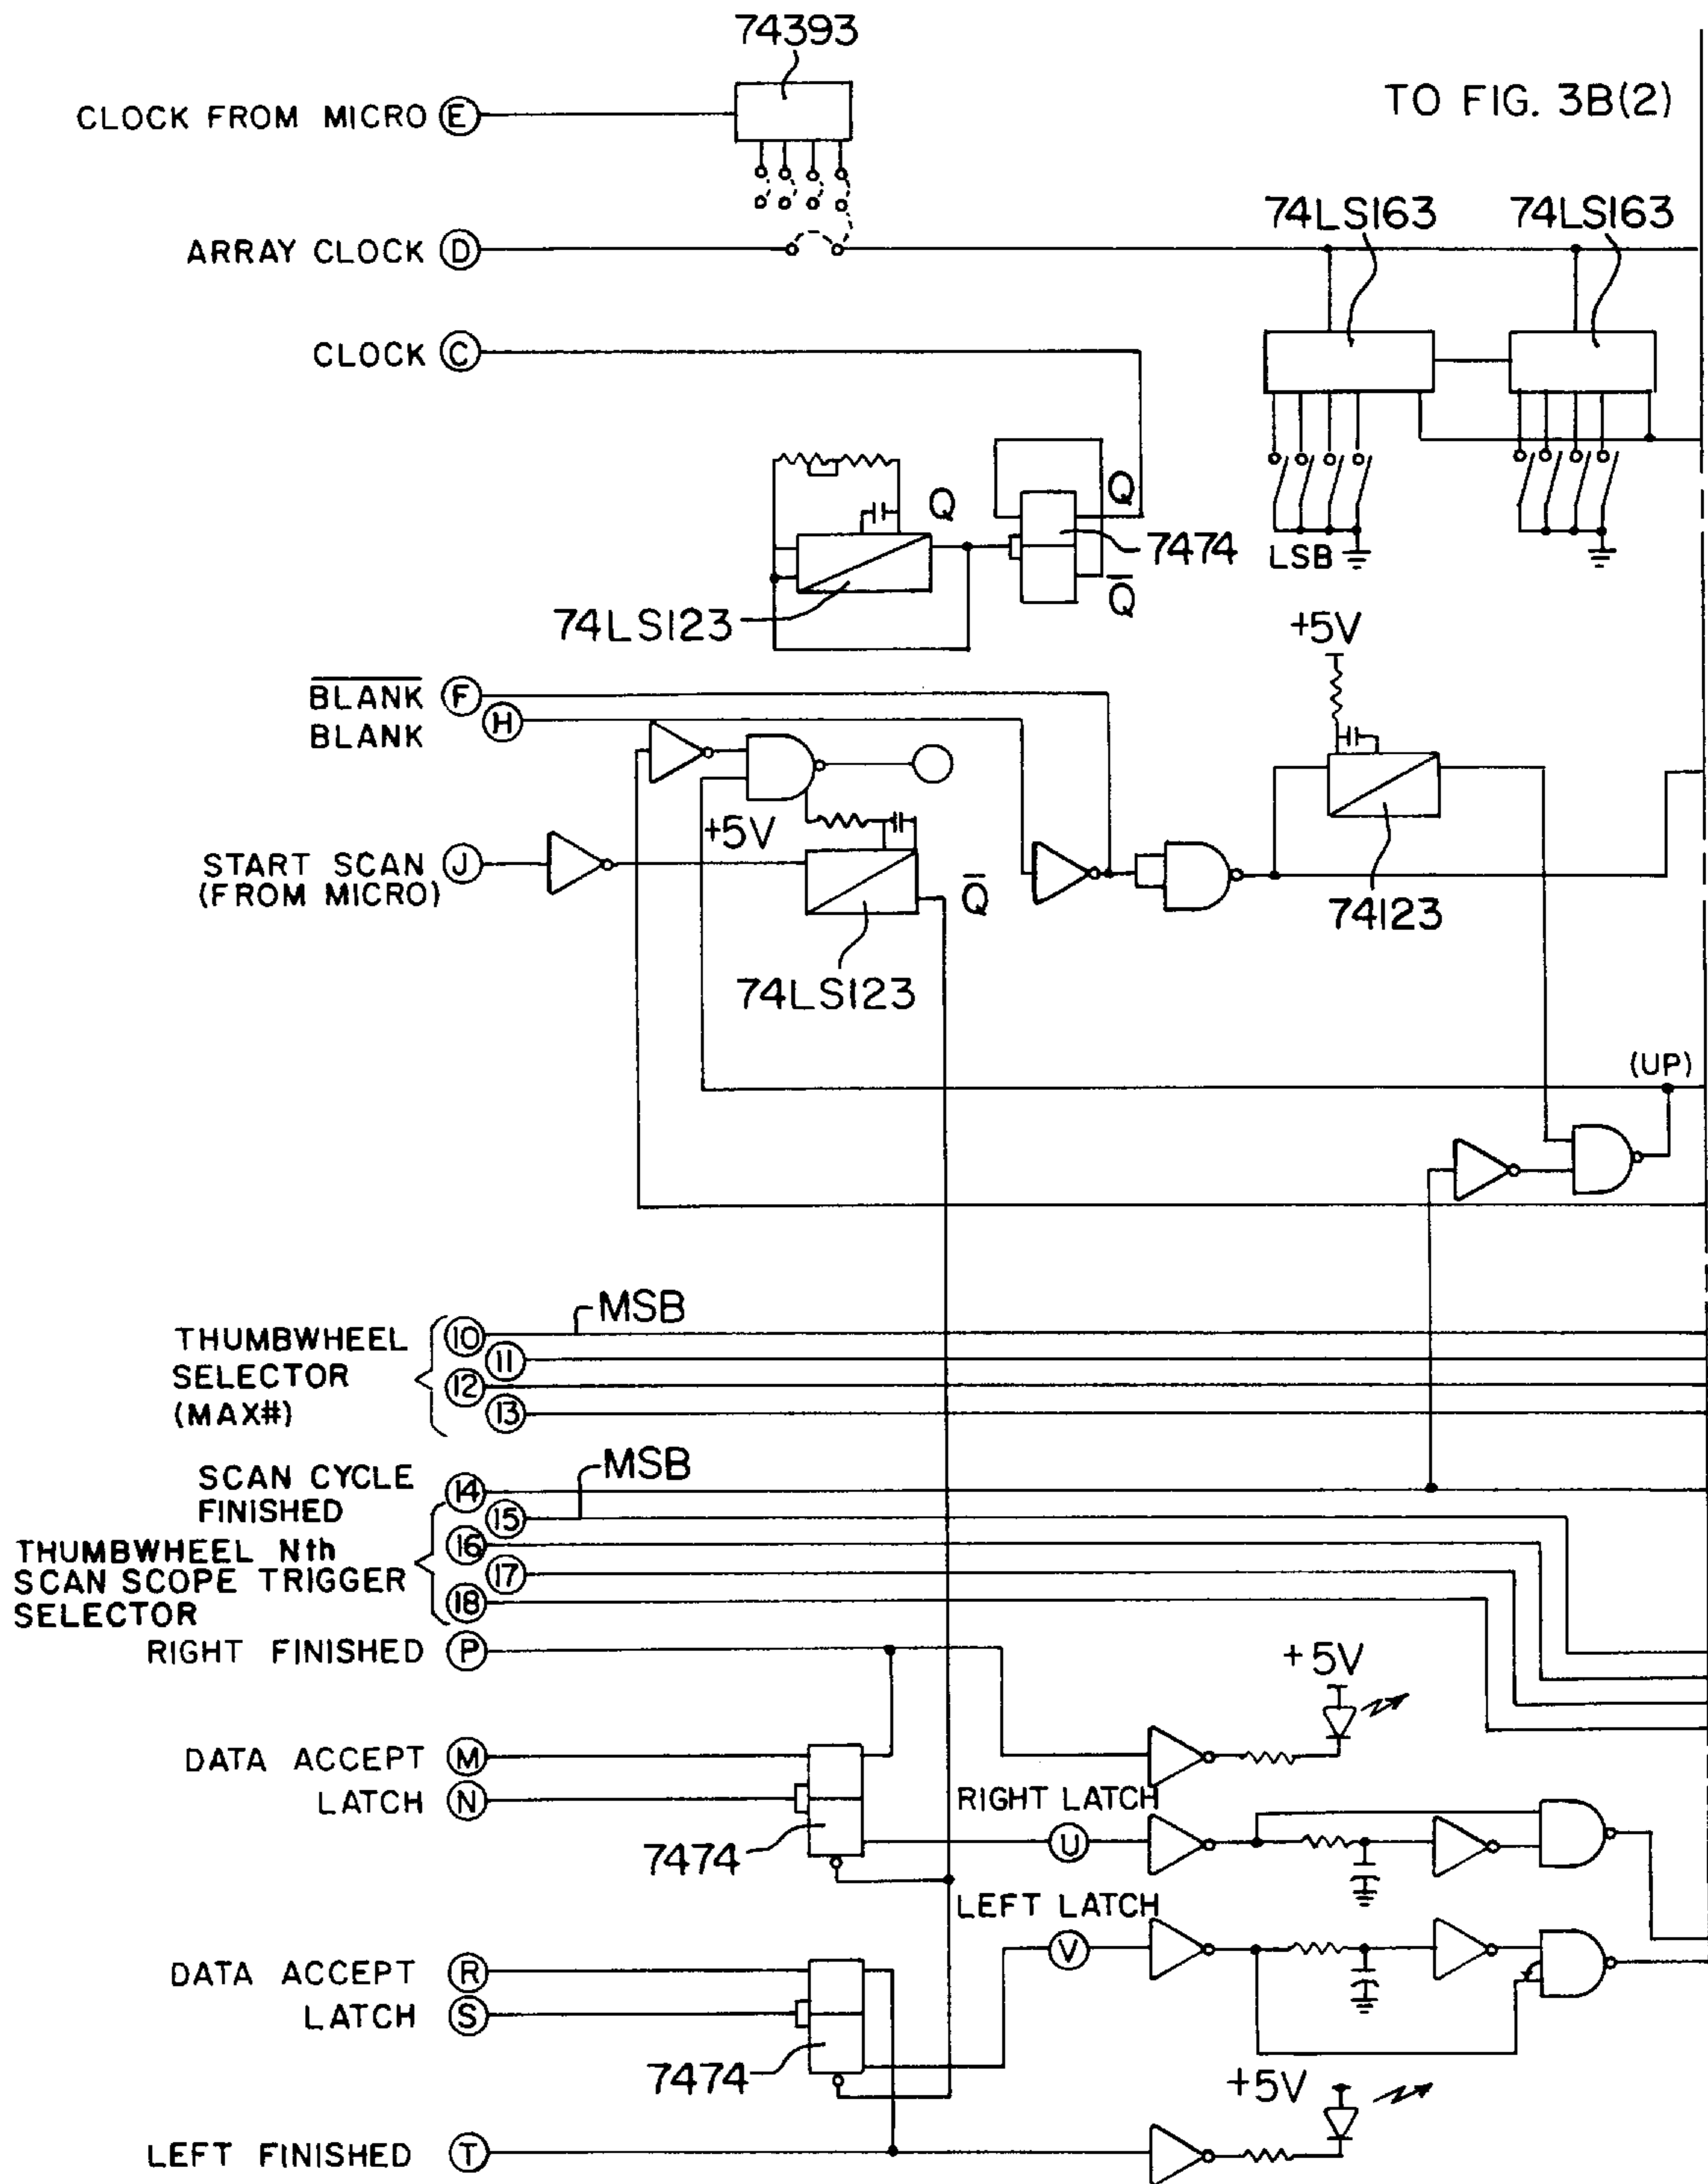 74393
CLOCK FROM MICRO E
TO FIG. 3B(2)
74LS163 74LS163
ARRAY CLOCK D
CLOCK C
Q
Q
7474
LSB
Q̅
74LS123
+5V
B̅L̅A̅N̅K̅ F
BLANK H
+5V
START SCAN
(FROM MICRO) J
Q̅
74123
74LS123
(UP)
MSB
THUMBWHEEL
SELECTOR
(MAX#)
10
11
12
13
MSB
SCAN CYCLE
FINISHED
14
15
THUMBWHEEL Nth
SCAN SCOPE TRIGGER
SELECTOR
16
17
18
RIGHT FINISHED P
+5V
DATA ACCEPT M
LATCH N
RIGHT LATCH
U
7474
LEFT LATCH
V
DATA ACCEPT R
LATCH S
7474
+5V
LEFT FINISHED T